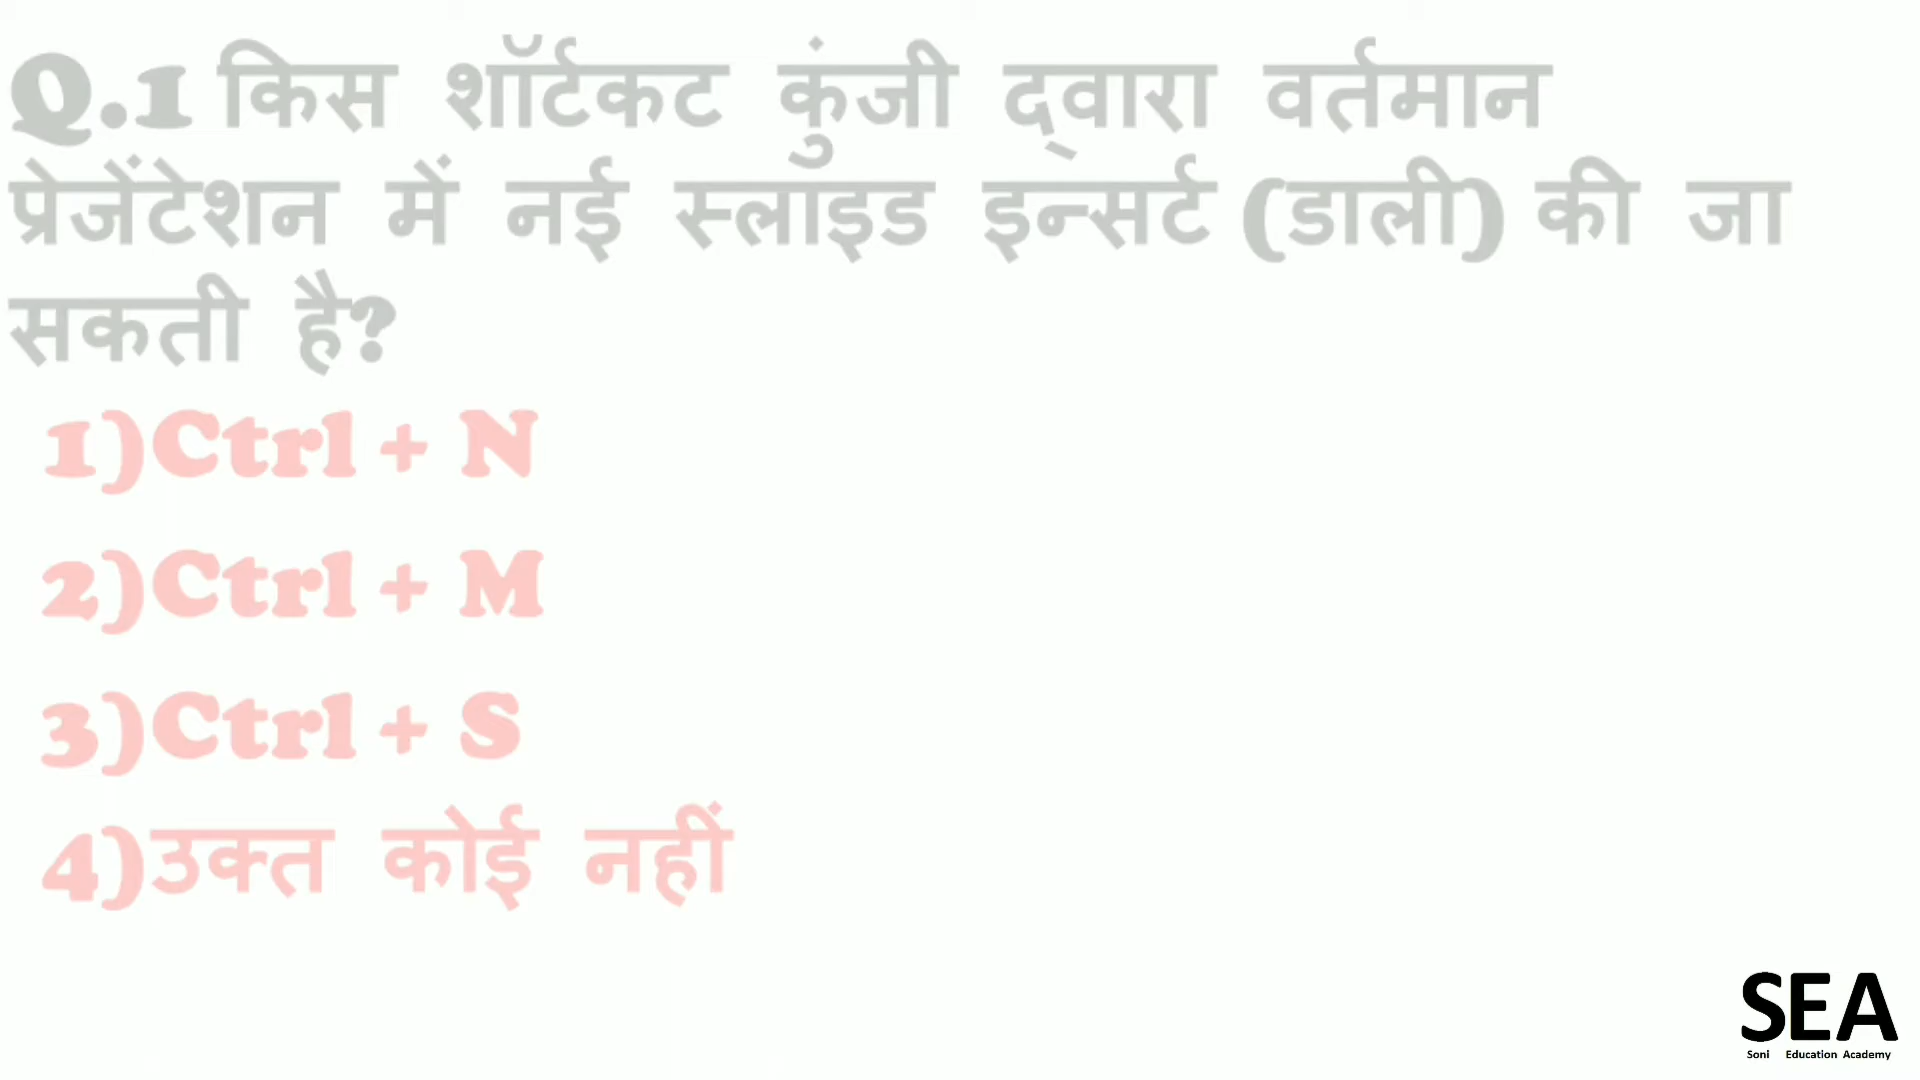 Q.1 किस शॉर्टकट कुंजी द्वारा वर्तमान
प्रेजेंटेशन में नई स्लाइड इन्सर्ट (डाली) की जा
सकती है?
1)Ctrl + N
2)Ctrl + M
3)Ctrl + S
4)उक्त कोई नहीं
SEA
Soni Education Academy